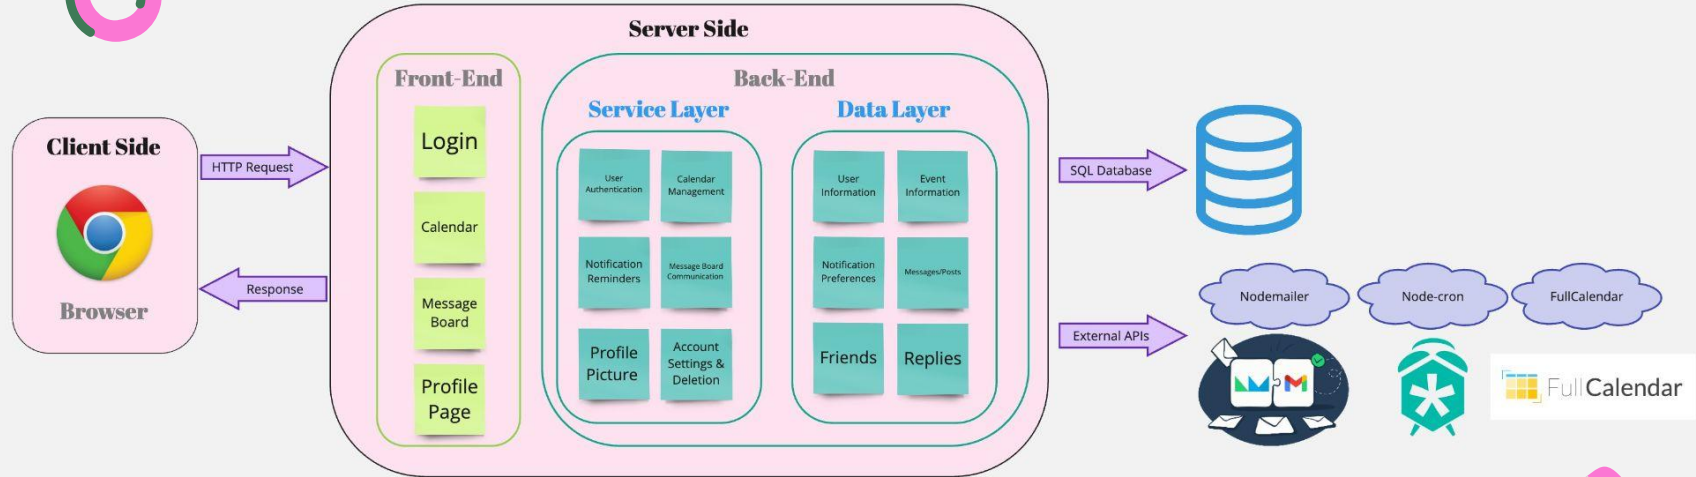 Server Side
Client Side
Browser
HTTP Request
Response
Front-End
Login
Calendar
Message
Board
Profile
Page
Back-End
Service Layer
User
Authentication
Calendar
Management
Notification
Reminders
Message Board
Communication
Profile
Picture
Account
Settings &
Deletion
Data Layer
User
Information
Event
Information
Notification
Preferences
Messages/Posts
Friends
Replies
SQL Database
External APIs
Nodemailer
Node-cron
FullCalendar
FullCalendar